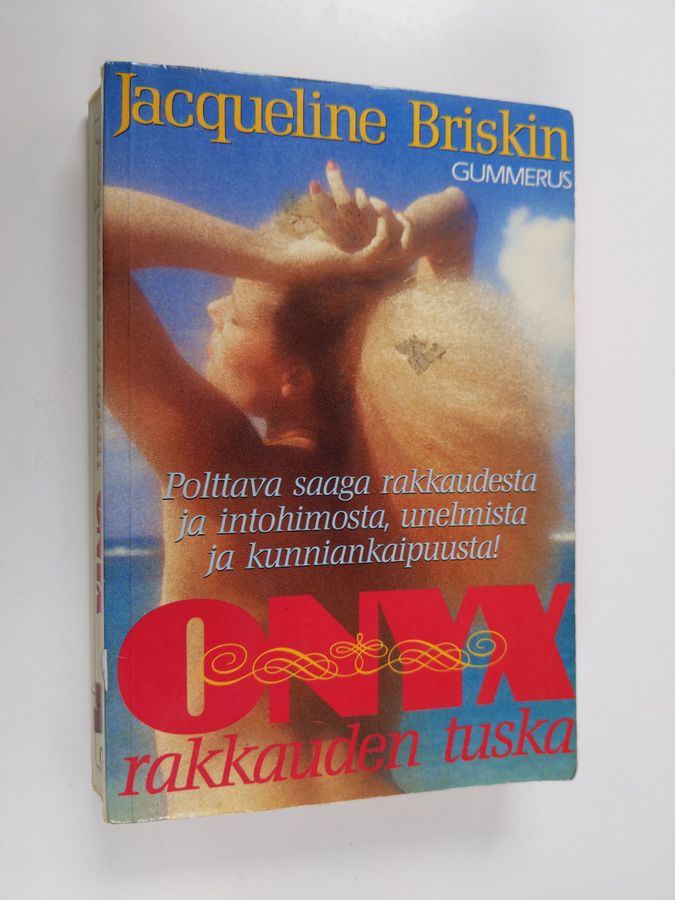 Jacqueline Briskin
GUMMERUS
Polttava saaga rakkaudesta
ja intohimosta, unelmista
ja kunniankaipuusta!
ONYX
rakkauden tuska